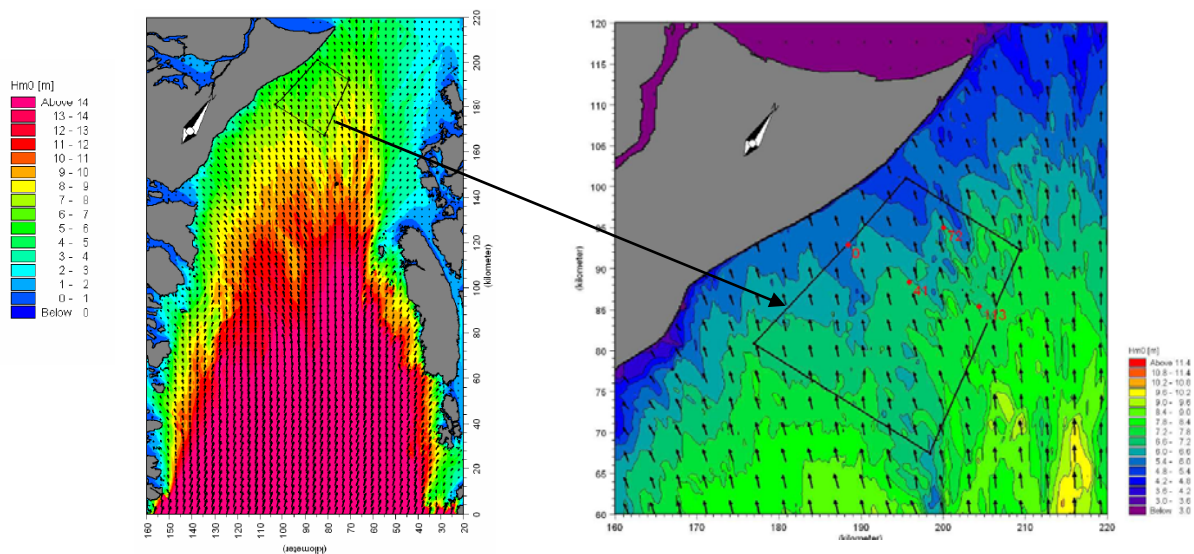 Hm0 [m]
Above 14
13 - 14
12 - 13
11 - 12
10 - 11
9 - 10
8 - 9
7 - 8
6 - 7
5 - 6
4 - 5
3 - 4
2 - 3
1 - 2
0 - 1
Below 0
220
200
180
160
140
120
100
80
60
40
20
0
(kilometer)
160 150 140 130 120 110 100 90 80 70 60 50 40 30 20
(kilometer)
120
115
110
105
100
95
90
85
80
75
70
65
60
(kilometer)
41
113
160 170 180 190 200 210 220
(kilometer)
Hm0 [m]
Above 11.4
10.8 - 11.4
10.2 - 10.8
9.6 - 10.2
9.0 - 9.6
8.4 - 9.0
7.8 - 8.4
7.2 - 7.8
6.6 - 7.2
6.0 - 6.6
5.4 - 6.0
4.8 - 5.4
4.2 - 4.8
3.6 - 4.2
3.0 - 3.6
Below 3.0